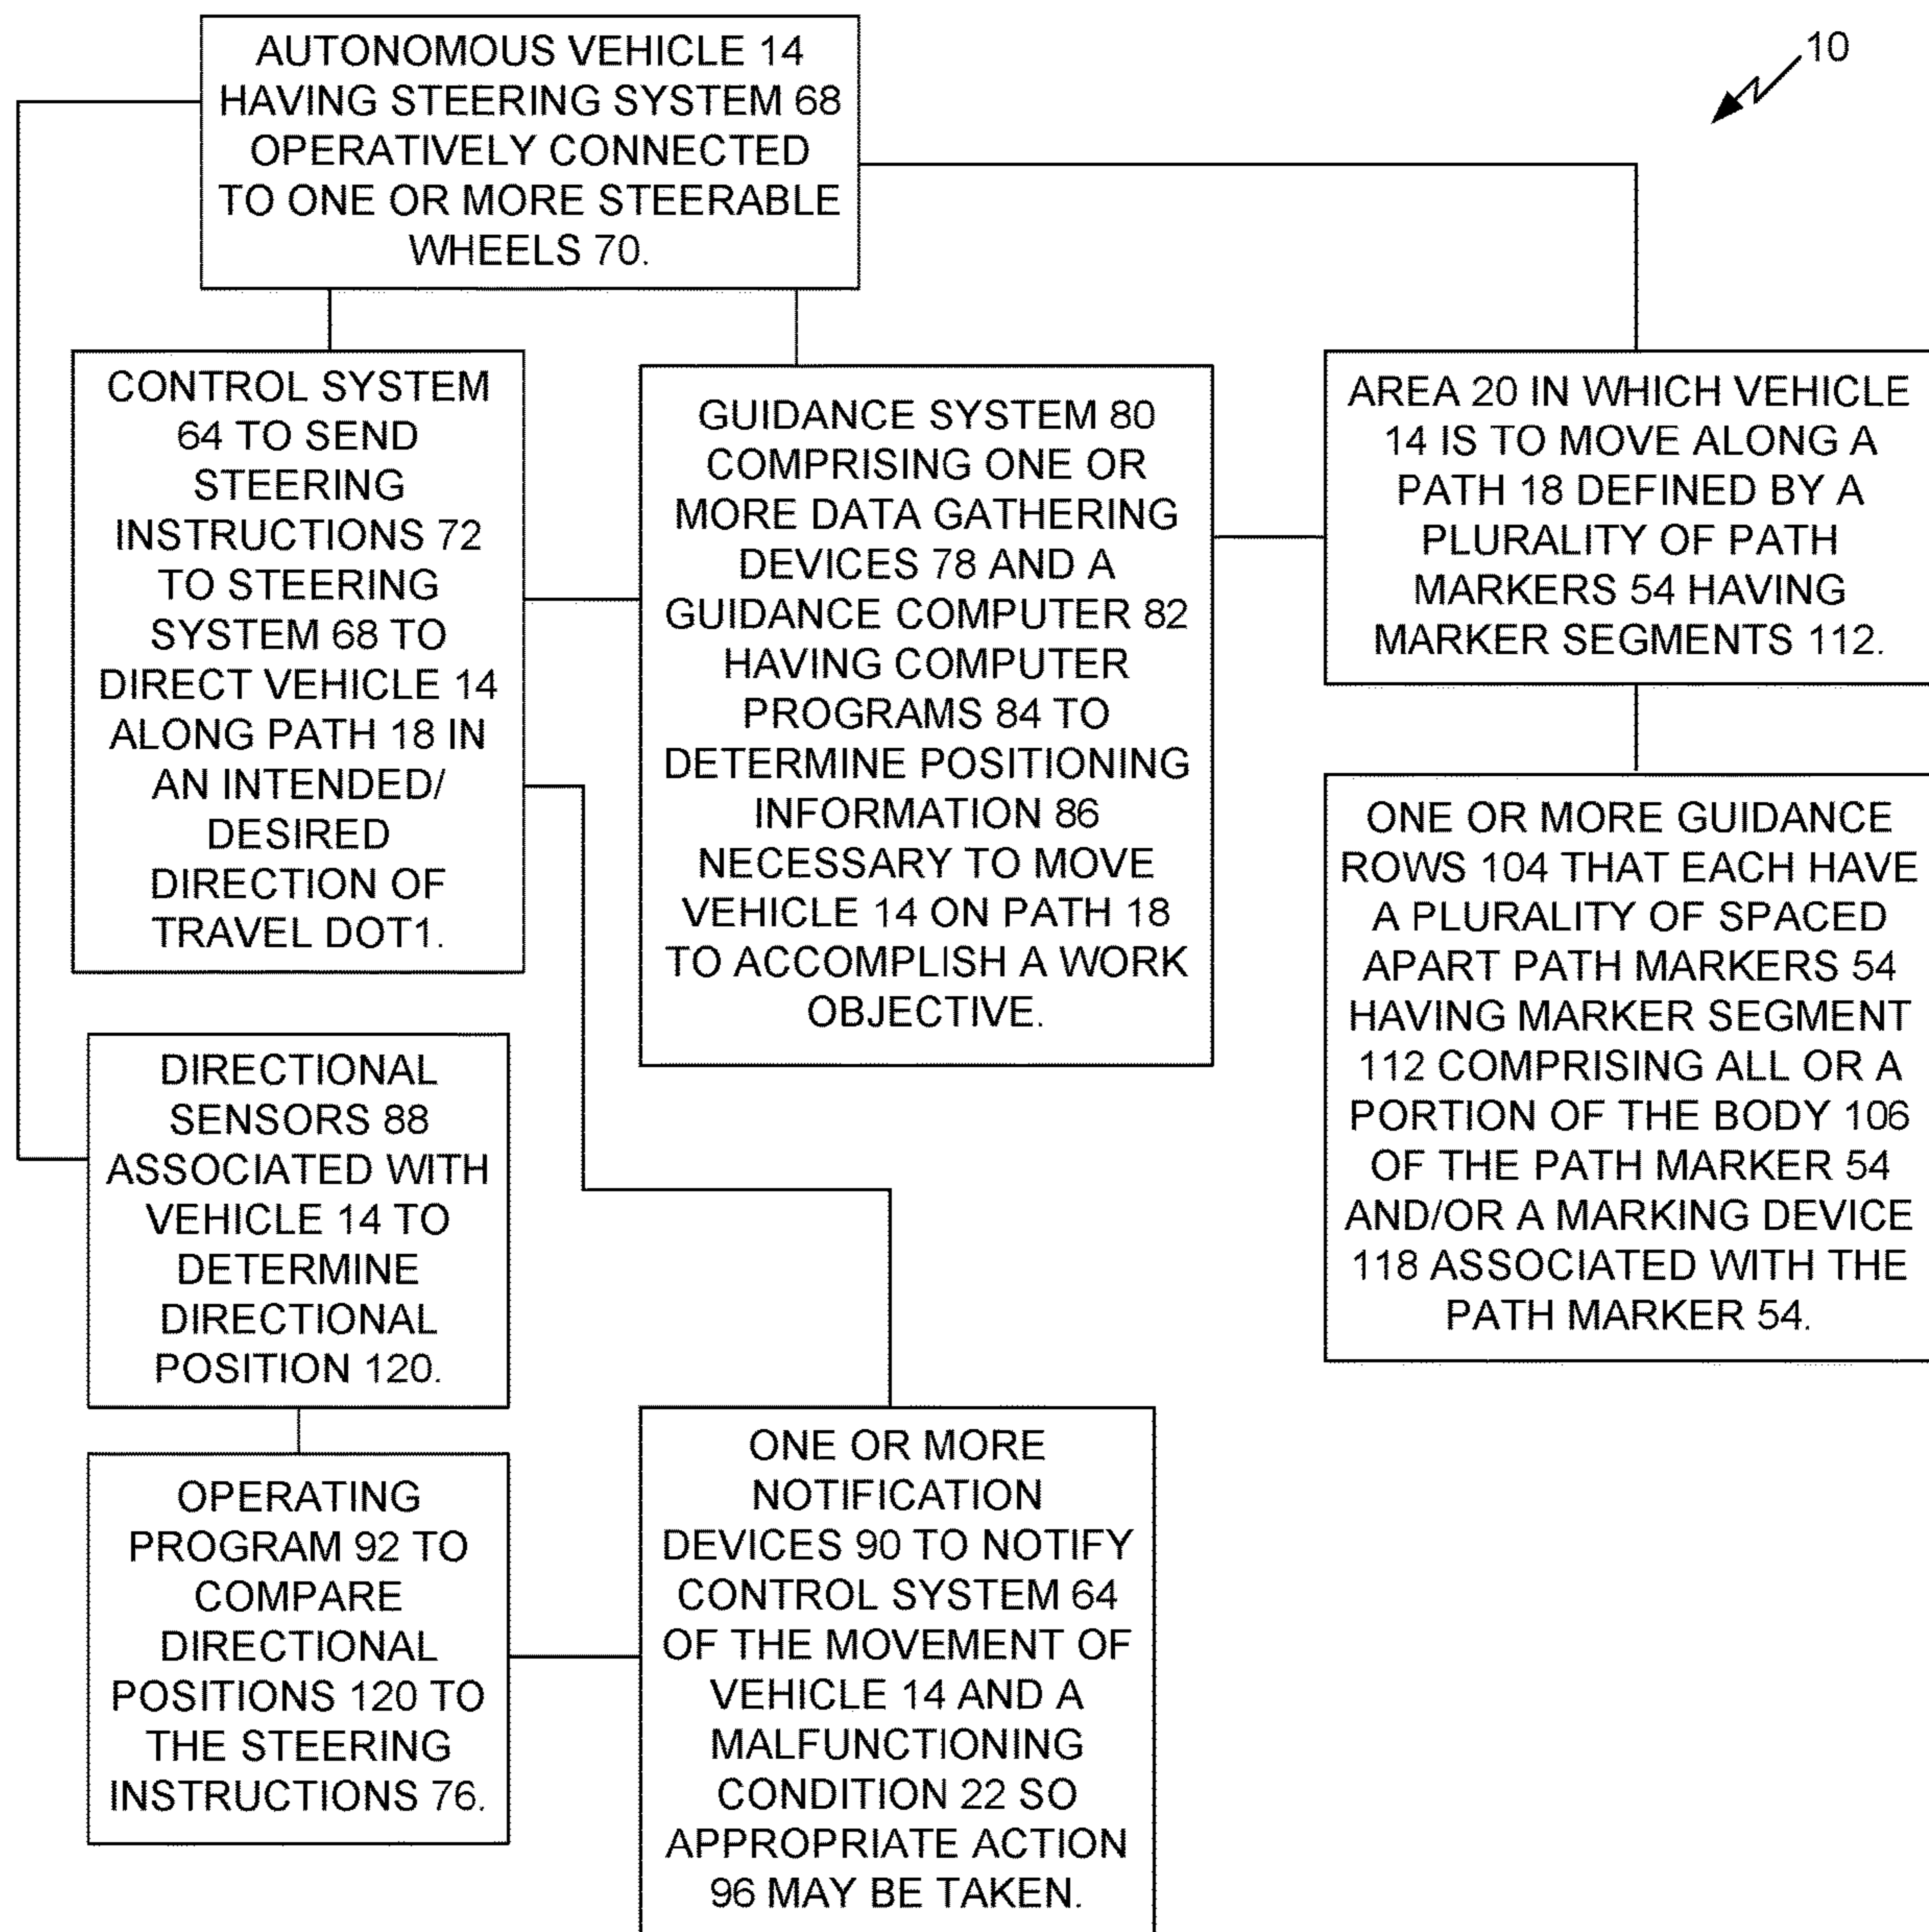 AUTONOMOUS VEHICLE 14
HAVING STEERING SYSTEM 68
OPERATIVELY CONNECTED
TO ONE OR MORE STEERABLE
WHEELS 70.
10
CONTROL SYSTEM
64 TO SEND
STEERING
INSTRUCTIONS 72
TO STEERING
SYSTEM 68 TO
DIRECT VEHICLE 14
ALONG PATH 18 IN
AN INTENDED/
DESIRED
DIRECTION OF
TRAVEL DOT1.
GUIDANCE SYSTEM 80
COMPRISING ONE OR
MORE DATA GATHERING
DEVICES 78 AND A
GUIDANCE COMPUTER 82
HAVING COMPUTER
PROGRAMS 84 TO
DETERMINE POSITIONING
INFORMATION 86
NECESSARY TO MOVE
VEHICLE 14 ON PATH 18
TO ACCOMPLISH A WORK
OBJECTIVE.
AREA 20 IN WHICH VEHICLE
14 IS TO MOVE ALONG A
PATH 18 DEFINED BY A
PLURALITY OF PATH
MARKERS 54 HAVING
MARKER SEGMENTS 112.
ONE OR MORE GUIDANCE
ROWS 104 THAT EACH HAVE
A PLURALITY OF SPACED
APART PATH MARKERS 54
HAVING MARKER SEGMENT
112 COMPRISING ALL OR A
PORTION OF THE BODY 106
OF THE PATH MARKER 54
AND/OR A MARKING DEVICE
118 ASSOCIATED WITH THE
PATH MARKER 54.
DIRECTIONAL
SENSORS 88
ASSOCIATED WITH
VEHICLE 14 TO
DETERMINE
DIRECTIONAL
POSITION 120.
OPERATING
PROGRAM 92 TO
COMPARE
DIRECTIONAL
POSITIONS 120 TO
THE STEERING
INSTRUCTIONS 76.
ONE OR MORE
NOTIFICATION
DEVICES 90 TO NOTIFY
CONTROL SYSTEM 64
OF THE MOVEMENT OF
VEHICLE 14 AND A
MALFUNCTIONING
CONDITION 22 SO
APPROPRIATE ACTION
96 MAY BE TAKEN.